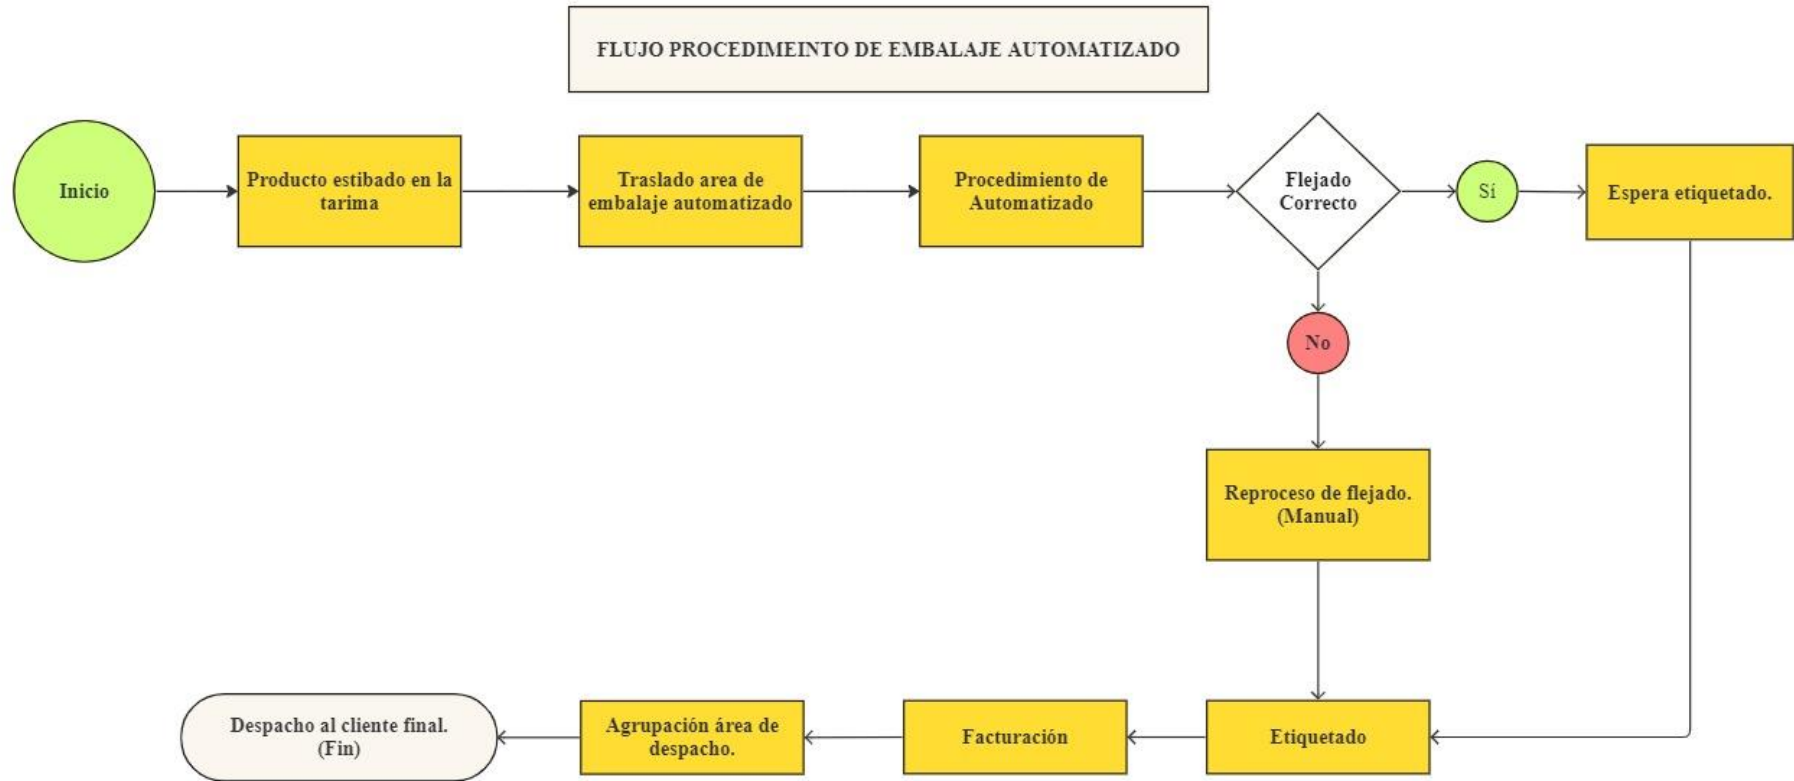 FLUJO PROCEDIMEINTO DE EMBALAJE AUTOMATIZADO
Inicio
Producto estibado en la
tarima
Traslado area de
embalaje automatizado
Procedimiento de
Automatizado
Flejado
Correcto
Sí
Espera etiquetado.
No
Reproceso de flejado.
(Manual)
Etiquetado
Facturación
Agrupación área de
despacho.
Despacho al cliente final.
(Fin)